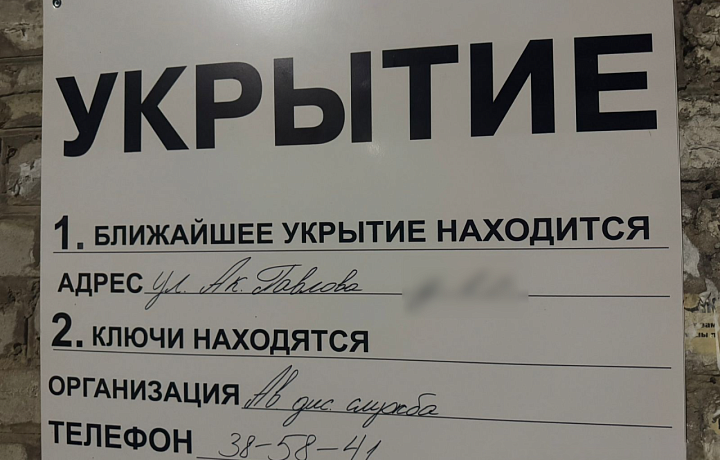 УКРЫТИЕ
1. БЛИЖАЙШЕЕ УКРЫТИЕ НАХОДИТСЯ
АДРЕС ул. Ак. Павлова
2. КЛЮЧИ НАХОДЯТСЯ
ОРГАНИЗАЦИЯ Ав дис. служба
ТЕЛЕФОН 38-58-41